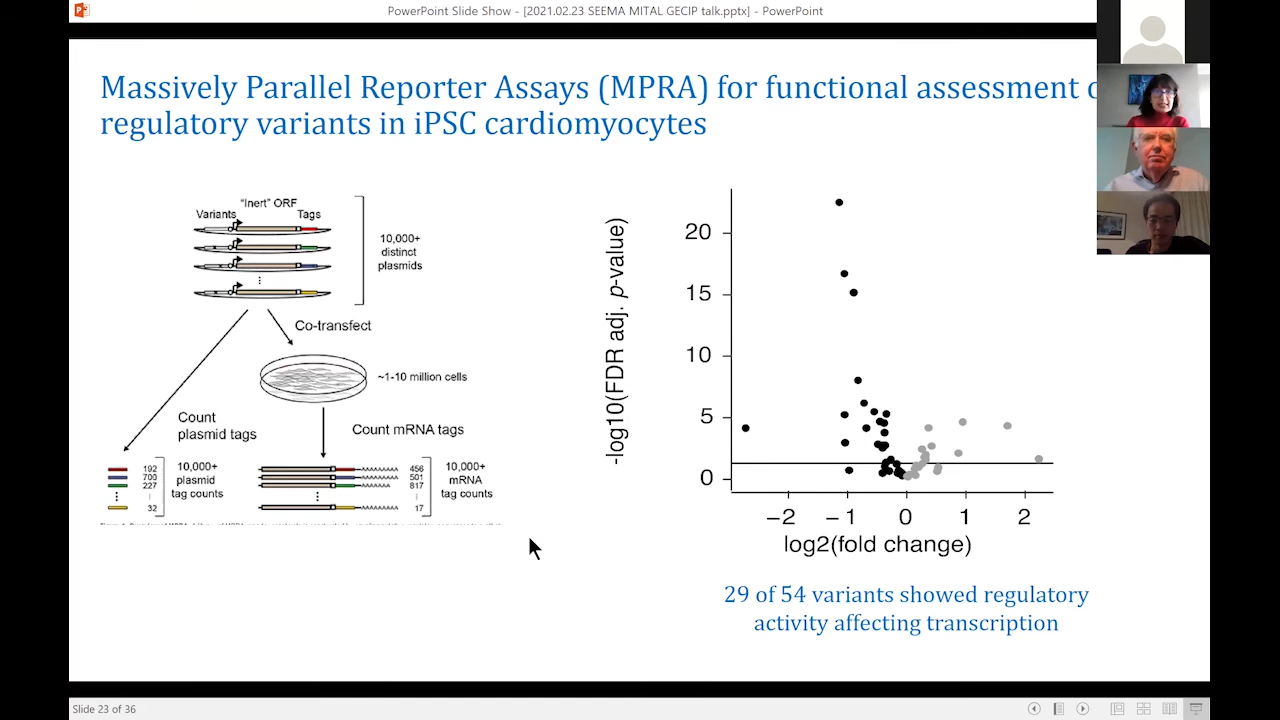 PowerPoint Slide Show - [2021.02.23 SEEMA MITAL GECIP talk.pptx] - PowerPoint
Massively Parallel Reporter Assays (MPRA) for functional assessment
regulatory variants in iPSC cardiomyocytes
"Inert" ORF
Variants
Tags
10,000+
distinct
plasmids
Co-transfect
~1-10 million cells
Count
plasmid tags
Count mRNA tags
192
700
227
32
10,000+
plasmid
tag counts
456
501
817
17
10,000+
mRNA
tag counts
-log10(FDR adj. p-value)
20
15
10
5
0
−2
−1
0
1
2
log2(fold change)
29 of 54 variants showed regulatory
activity affecting transcription
Slide 23 of 36